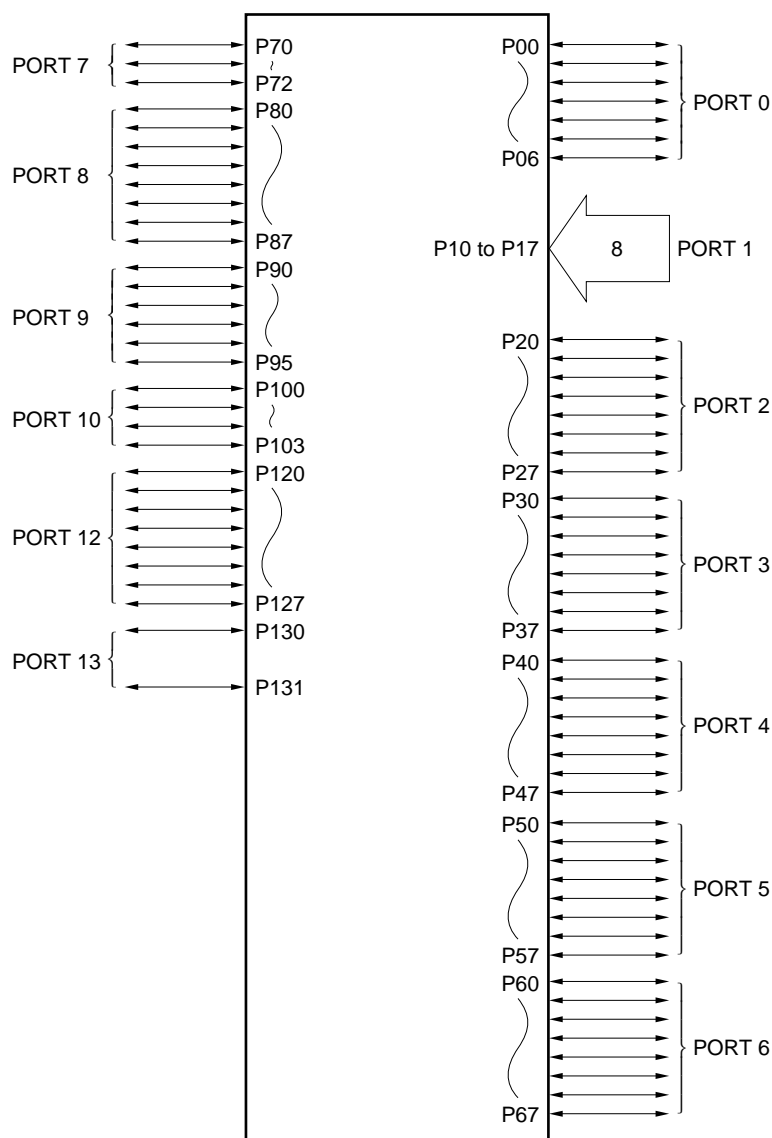 PORT 7
P70
P72
PORT 8
P80
P87
PORT 9
P90
P95
PORT 10
P100
P103
PORT 12
P120
P127
PORT 13
P130
P131
P00
P06
PORT 0
P10 to P17
8
PORT 1
P20
P27
PORT 2
P30
P37
PORT 3
P40
P47
PORT 4
P50
P57
PORT 5
P60
P67
PORT 6